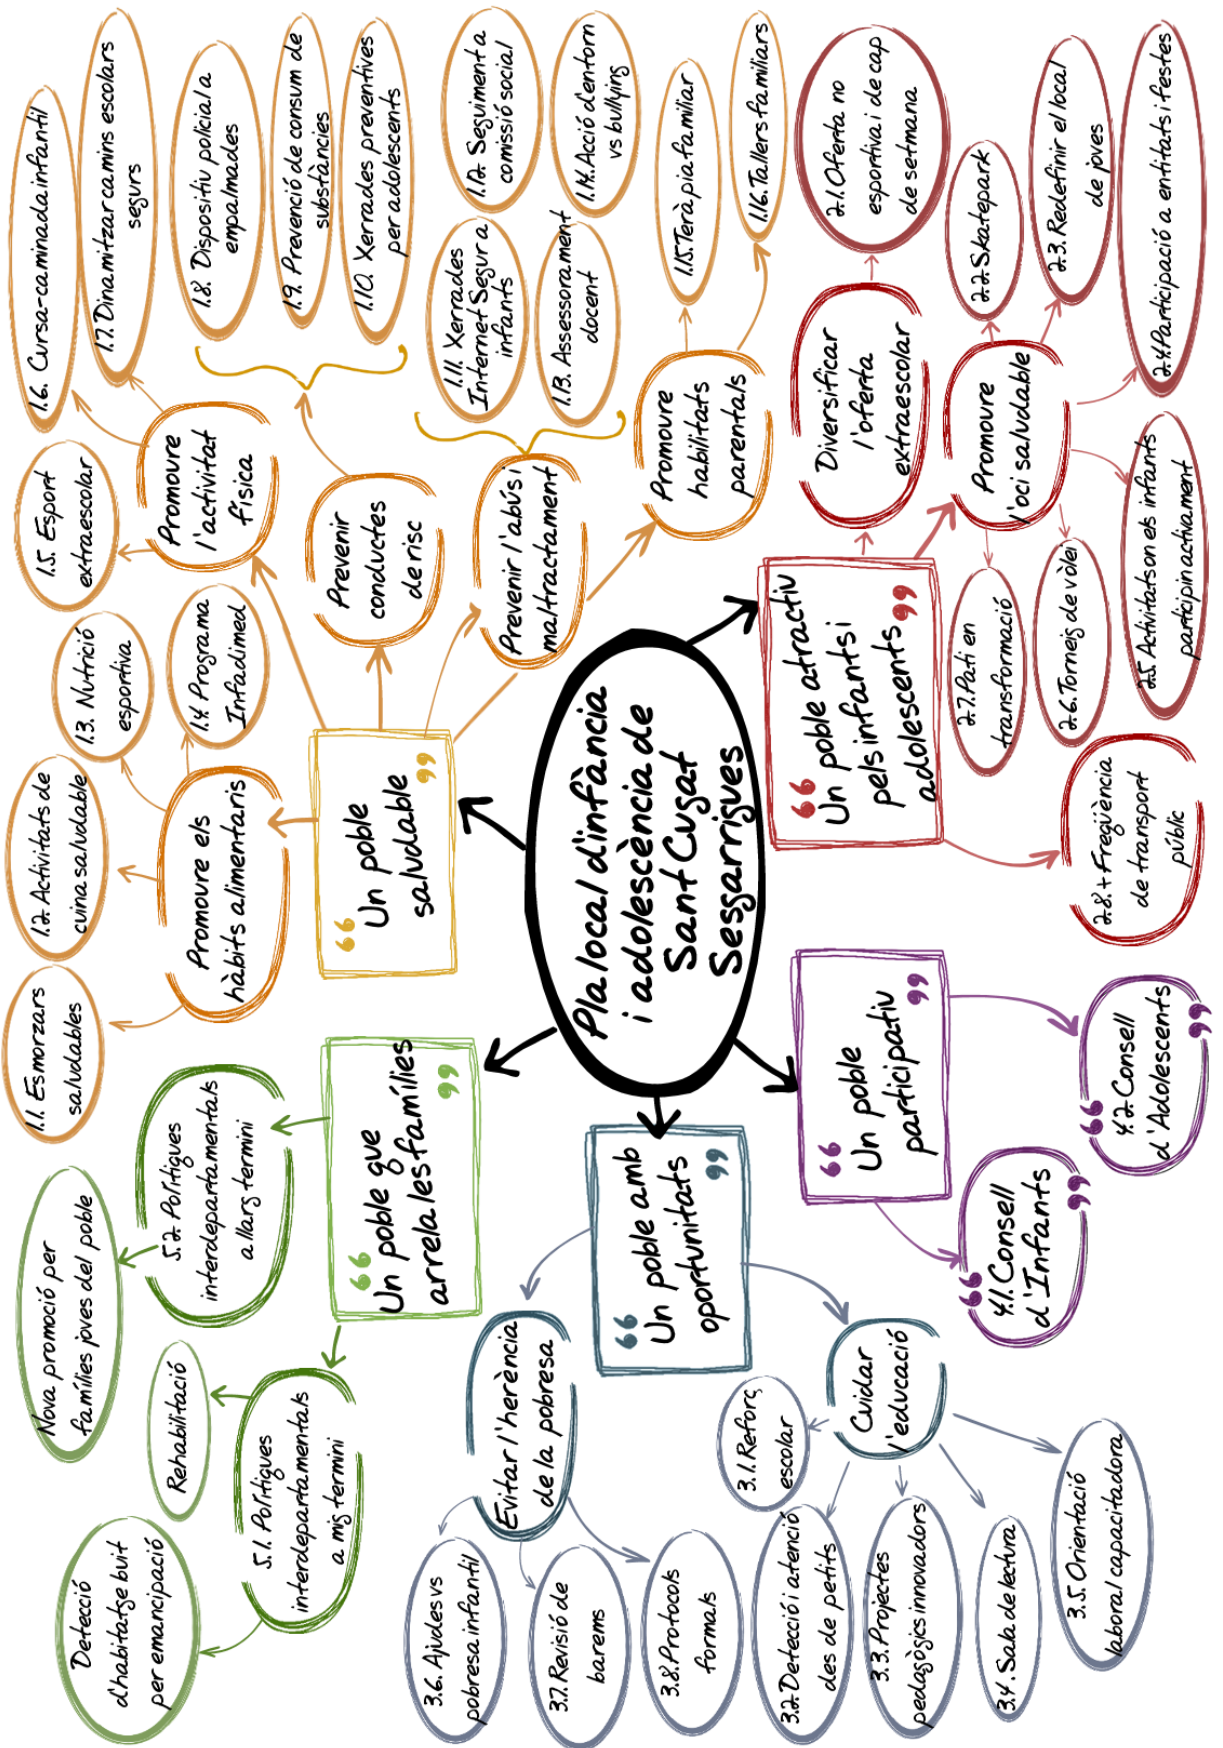 Pla local d'infància
i adolescència de
Sant Cugat
Sesgarrigues
Un poble
saludable
Promoure els
hàbits alimentaris
1.1. Esmorzars
saludables
1.2. Activitats de
cuina saludable
1.3. Nutrició
esportiva
1.4. Programa
Infadimed
Promoure
l'activitat
física
1.5. Esport
extraescolar
1.6. Cursa-caminada infantil
1.7. Dinamitzar camins escolars
segurs
Prevenir
conductes
de risc
1.8. Dispositiu policial a
empalmades
1.9. Prevenció de consum de
substàncies
1.10. Xerrades preventives
per adolescents
Prevenir l'abús i
maltractament
1.11. Xerrades
Internet Segura
infants
1.12. Seguiment a
comissió social
1.13. Assessorament
docent
1.14. Acció d'entorn
vs bullying
Promoure
habilitats
parentals
1.15. Teràpia familiar
1.16. Tallers familiars
Un poble atractiu
pels infants i
adolescents
Diversificar
l'oferta
extraescolar
2.1. Oferta no
esportiva i de cap
de setmana
Promoure
l'oci saludable
2.2. Skatepark
2.3. Redefinir el local
de joves
2.4. Participació a entitats i festes
2.5. Activitats on els infants
participin activament
2.6. Torneig de vòlei
2.7. Pati en
transformació
2.8. + Freqüència
de transport
públic
Un poble amb
oportunitats
Cuidar
l'educació
3.1. Reforç
escolar
3.2. Detecció i atenció
des de petits
3.3. Projectes
pedagògics innovadors
3.4. Sala de lectura
3.5. Orientació
laboral capacitadora
Evitar l'herència
de la pobresa
3.6. Ajudes vs
pobresa infantil
3.7. Revisió de
barems
3.8. Protocols
formals
Un poble
participatiu
4.1. Consell
d'Infants
4.2. Consell
d'Adolescents
Un poble que
arrela les famílies
5.1. Polítiques
interdepartamentals
a mig termini
Detecció
d'habitatge buit
per emancipació
Rehabilitació
5.2. Polítiques
interdepartamentals
a llarg termini
Nova promoció per
famílies joves del poble